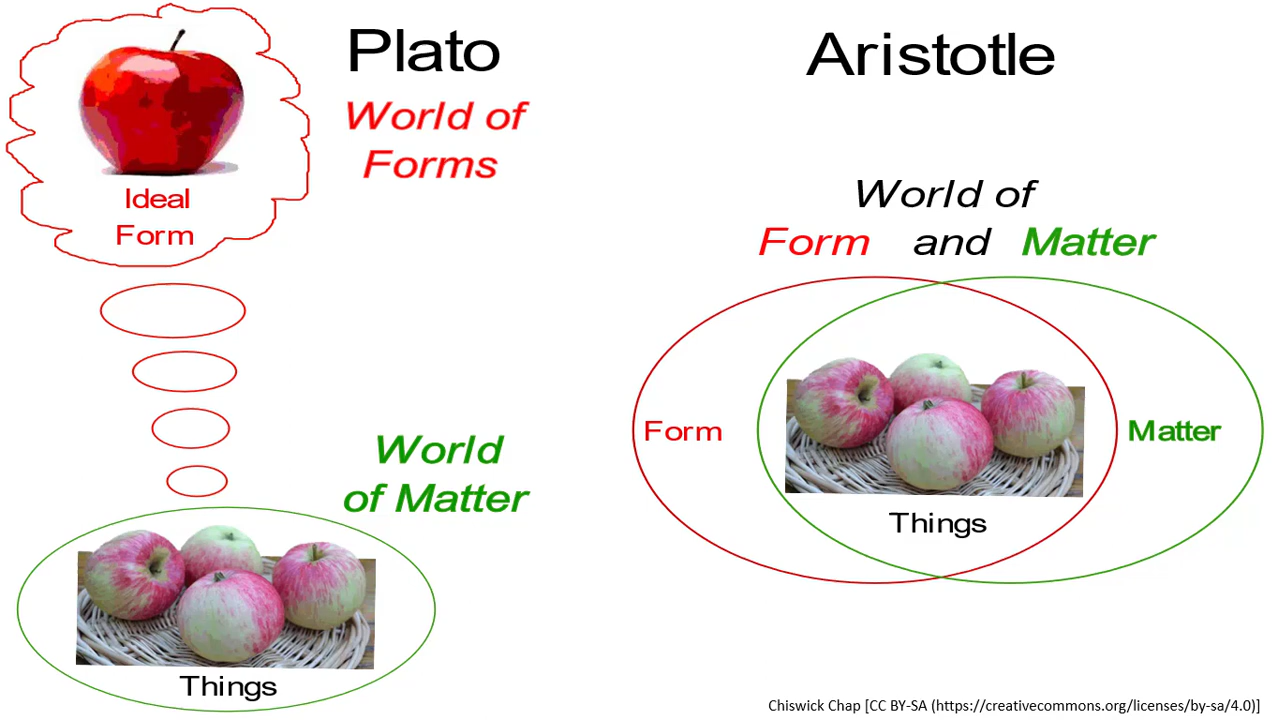 Plato
World of
Forms
Ideal
Form
World
of Matter
Things
Aristotle
World of
Form and Matter
Form
Matter
Things
Chiswick Chap [CC BY-SA (https://creativecommons.org/licenses/by-sa/4.0)]